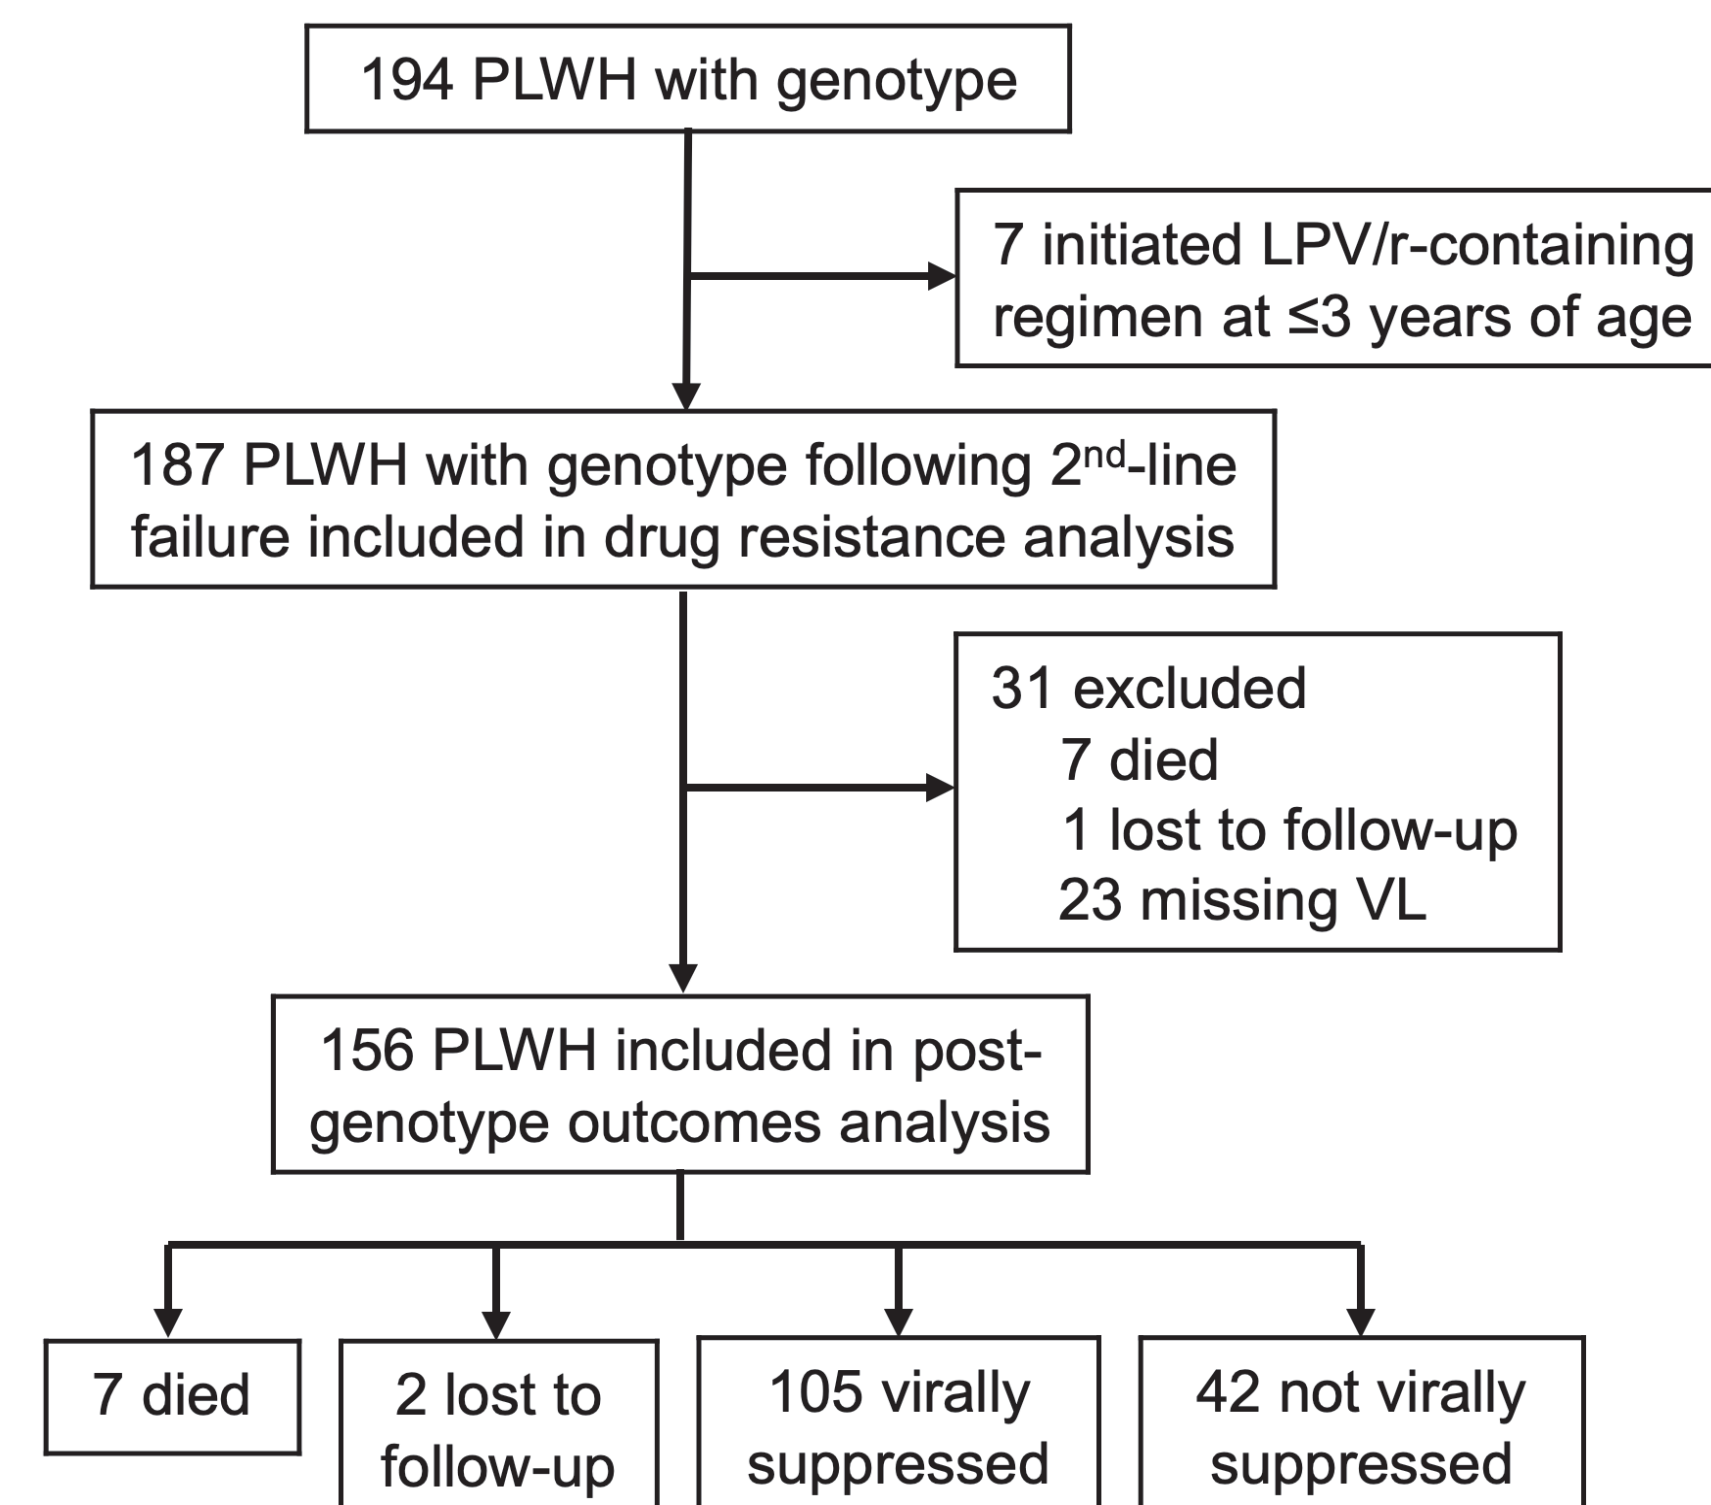 194 PLWH with genotype
7 initiated LPV/r-containing
regimen at ≤3 years of age
187 PLWH with genotype following 2nd-line
failure included in drug resistance analysis
31 excluded
7 died
1 lost to follow-up
23 missing VL
156 PLWH included in post-
genotype outcomes analysis
7 died
2 lost to
follow-up
105 virally
suppressed
42 not virally
suppressed